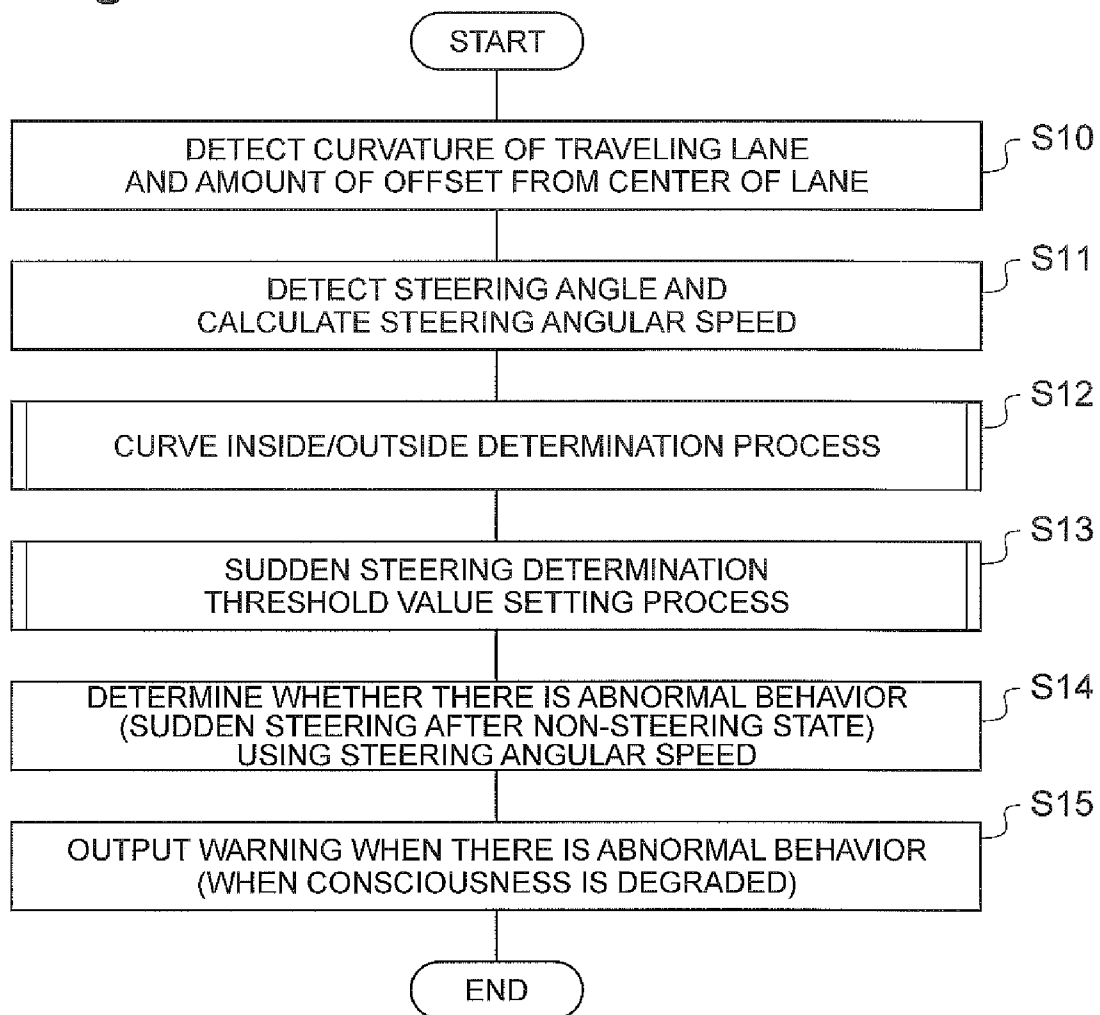 START
DETECT CURVATURE OF TRAVELING LANE
AND AMOUNT OF OFFSET FROM CENTER OF LANE
S10
DETECT STEERING ANGLE AND
CALCULATE STEERING ANGULAR SPEED
S11
CURVE INSIDE/OUTSIDE DETERMINATION PROCESS
S12
SUDDEN STEERING DETERMINATION
THRESHOLD VALUE SETTING PROCESS
S13
DETERMINE WHETHER THERE IS ABNORMAL BEHAVIOR
(SUDDEN STEERING AFTER NON-STEERING STATE)
USING STEERING ANGULAR SPEED
S14
OUTPUT WARNING WHEN THERE IS ABNORMAL BEHAVIOR
(WHEN CONSCIOUSNESS IS DEGRADED)
S15
END